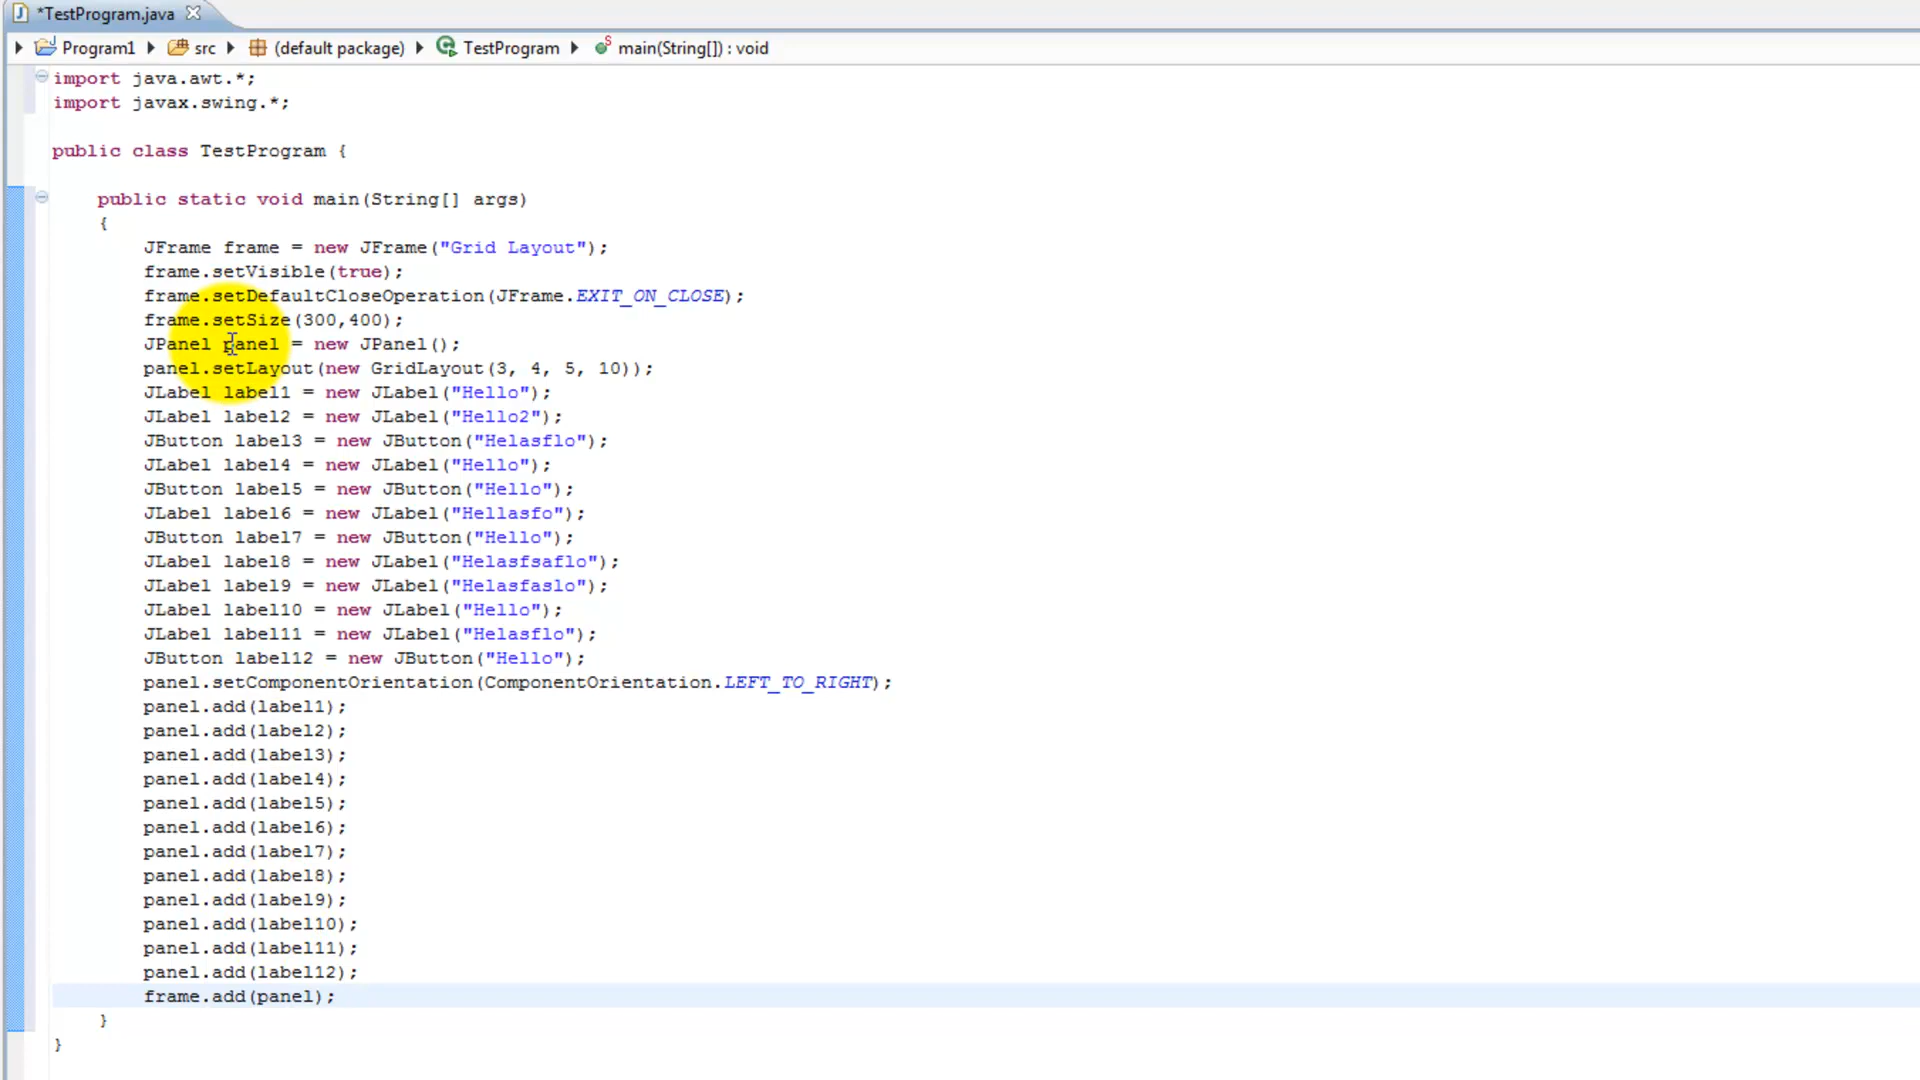 *TestProgram.java
Program1 src (default package) TestProgram main(String[]) : void
import java.awt.*;
import javax.swing.*;
public class TestProgram {
public static void main(String[] args)
{
JFrame frame = new JFrame("Grid Layout");
frame.setVisible(true);
frame.setDefaultCloseOperation(JFrame.EXIT_ON_CLOSE);
frame.setSize(300,400);
JPanel panel = new JPanel();
panel.setLayout(new GridLayout(3, 4, 5, 10));
JLabel label1 = new JLabel("Hello");
JLabel label2 = new JLabel("Hello2");
JButton label3 = new JButton("Helasflo");
JLabel label4 = new JLabel("Hello");
JButton label5 = new JButton("Hello");
JLabel label6 = new JLabel("Hellasfo");
JButton label7 = new JButton("Hello");
JLabel label8 = new JLabel("Helasfsaflo");
JLabel label9 = new JLabel("Helasfaslo");
JLabel label10 = new JLabel("Hello");
JLabel label11 = new JLabel("Helasflo");
JButton label12 = new JButton("Hello");
panel.setComponentOrientation(ComponentOrientation.LEFT_TO_RIGHT);
panel.add(label1);
panel.add(label2);
panel.add(label3);
panel.add(label4);
panel.add(label5);
panel.add(label6);
panel.add(label7);
panel.add(label8);
panel.add(label9);
panel.add(label10);
panel.add(label11);
panel.add(label12);
frame.add(panel);
}
}